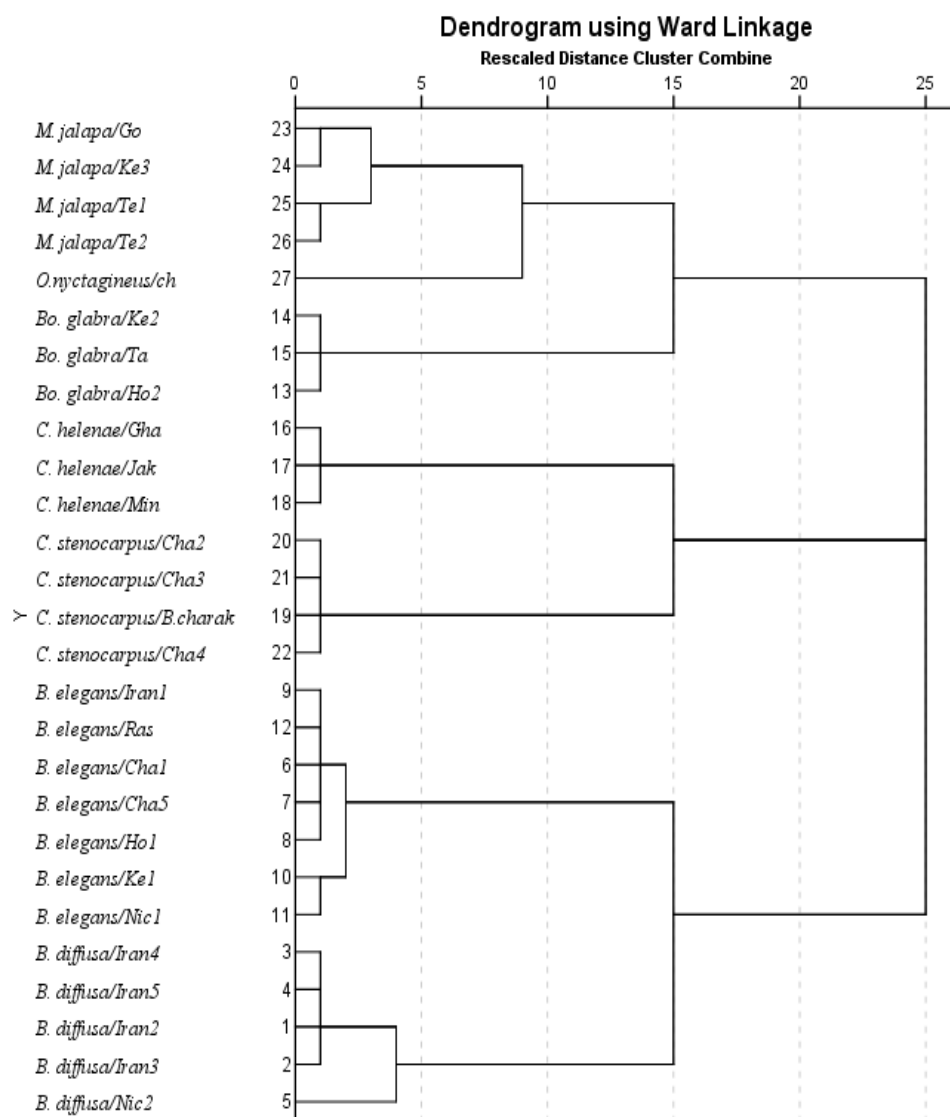 Dendrogram using Ward Linkage
Rescaled Distance Cluster Combine
0 5 10 15 20 25
M. jalapa/Go 23
M. jalapa/Ke3 24
M. jalapa/Te1 25
M. jalapa/Te2 26
O.nyctagineus/ch 27
Bo. glabra/Ke2 14
Bo. glabra/Ta 15
Bo. glabra/Ho2 13
C. helenae/Gha 16
C. helenae/Jak 17
C. helenae/Min 18
C. stenocarpus/Cha2 20
C. stenocarpus/Cha3 21
Y C. stenocarpus/B.charak 19
C. stenocarpus/Cha4 22
B. elegans/Iran1 9
B. elegans/Ras 12
B. elegans/Cha1 6
B. elegans/Cha5 7
B. elegans/Ho1 8
B. elegans/Ke1 10
B. elegans/Nic1 11
B. diffusa/Iran4 3
B. diffusa/Iran5 4
B. diffusa/Iran2 1
B. diffusa/Iran3 2
B. diffusa/Nic2 5